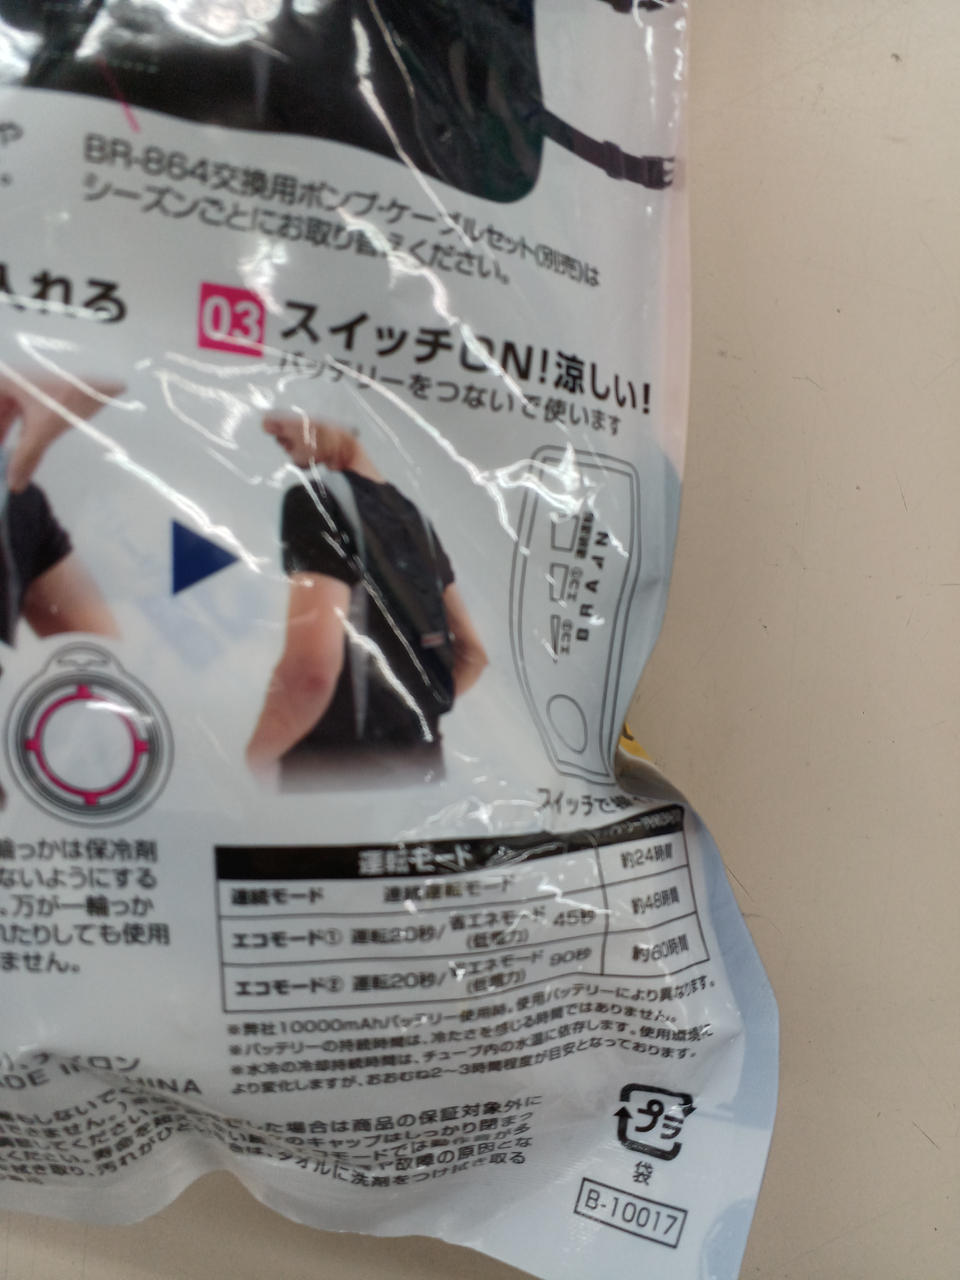 や
。
BR-864交換用ポンプ・ケーブルセット(別売)は
シーズンごとにお取り替えください。
入れる
03 スイッチON!涼しい!
バッテリーをつないで使います
スイッチで
輪っかは保冷剤
ないようにする
、万が一輪っか
れたりしても使用
ません。
運転モード
連続モード 連続運転モード 約24時間
エコモード① 運転20秒/省エネモード(低電力) 45秒 約48時間
エコモード② 運転20秒/省エネモード(低電力) 90秒 約60時間
※弊社10000mAhバッテリー使用時。使用バッテリーにより異なります。
※バッテリーの持続時間は、冷たさを感じる時間ではありません。
※水冷の冷却持続時間は、チューブ内の水温に依存します。使用環境に
より変化しますが、おおむね2〜3時間程度が目安となっております。
ナイロン
CHINA
した場合は商品の保証対象外に
のキャップはしっかり閉まっ
故障の原因とな
タオルに洗剤をつけ拭き取る
プラ
袋
B-10017